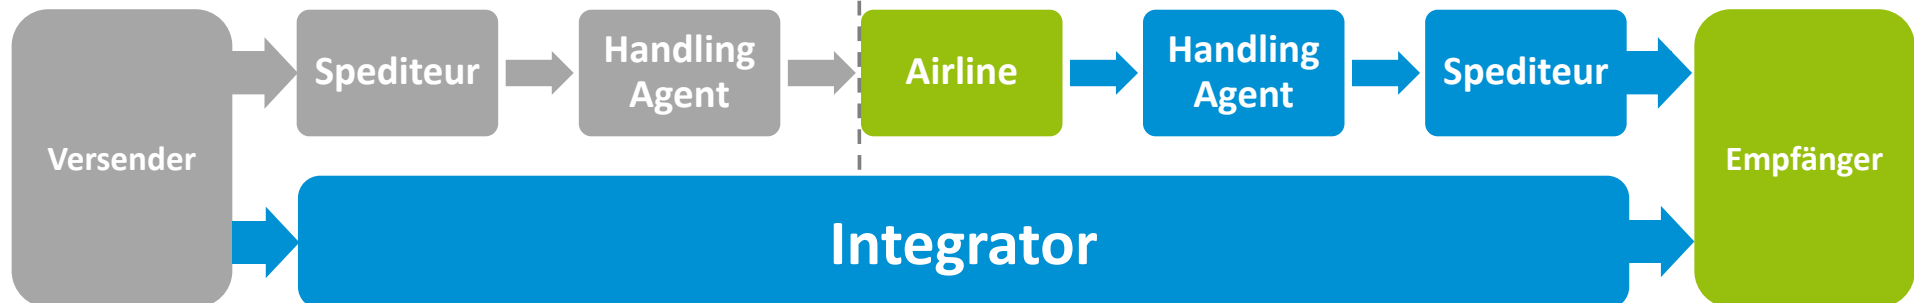 Versender
Spediteur
Handling
Agent
Airline
Handling
Agent
Spediteur
Empfänger
Integrator